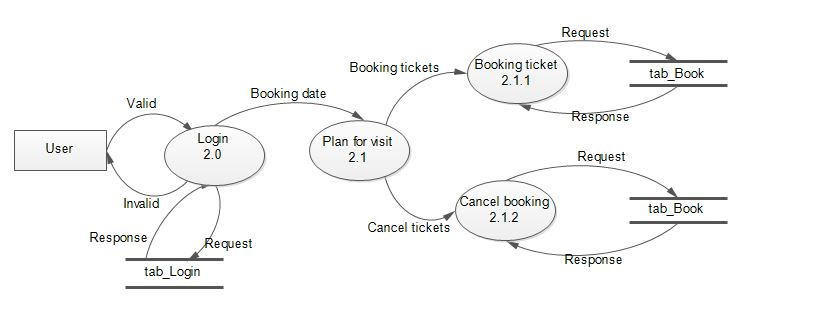 Request
Booking ticket
2.1.1
tab_Book
Booking tickets
Response
Booking date
Valid
User
Login
2.0
Plan for visit
2.1
Invalid
Request
Cancel booking
2.1.2
tab_Book
Cancel tickets
Response
Response
Request
tab_Login